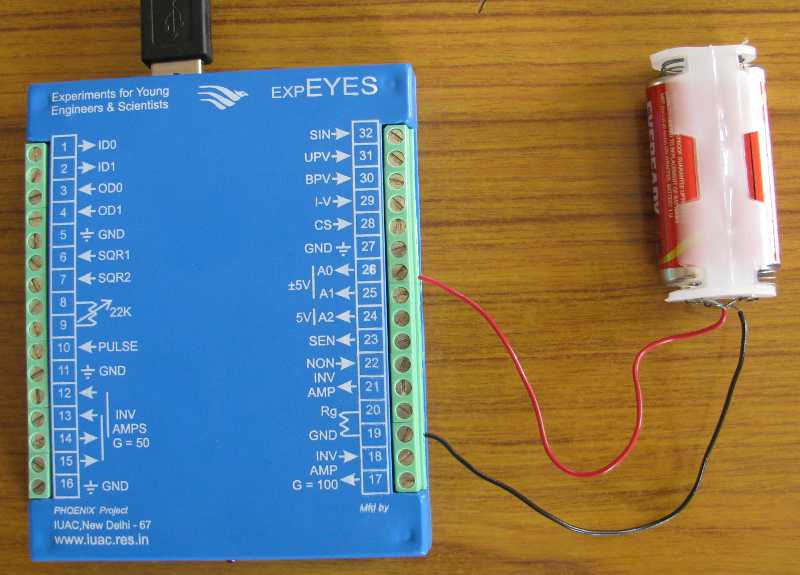 Experiments for Young
Engineers & Scientists
EXPEYES
1 ID0
2 ID1
3 OD0
4 OD1
5 GND
6 SQR1
7 SQR2
8
22K
9
10 PULSE
11 GND
12
13 INV
14 AMPS
G = 50
15
16 GND
SIN 32
UPV 31
BPV 30
I-V 29
CS 28
GND 27
A0 26
±5V
A1 25
5V A2 24
SEN 23
NON 22
INV
AMP 21
Rg 20
GND 19
INV 18
AMP
G = 100 17
PHOENIX Project
IUAC,New Delhi - 67
www.iuac.res.in
Mfd by
EVEREADY